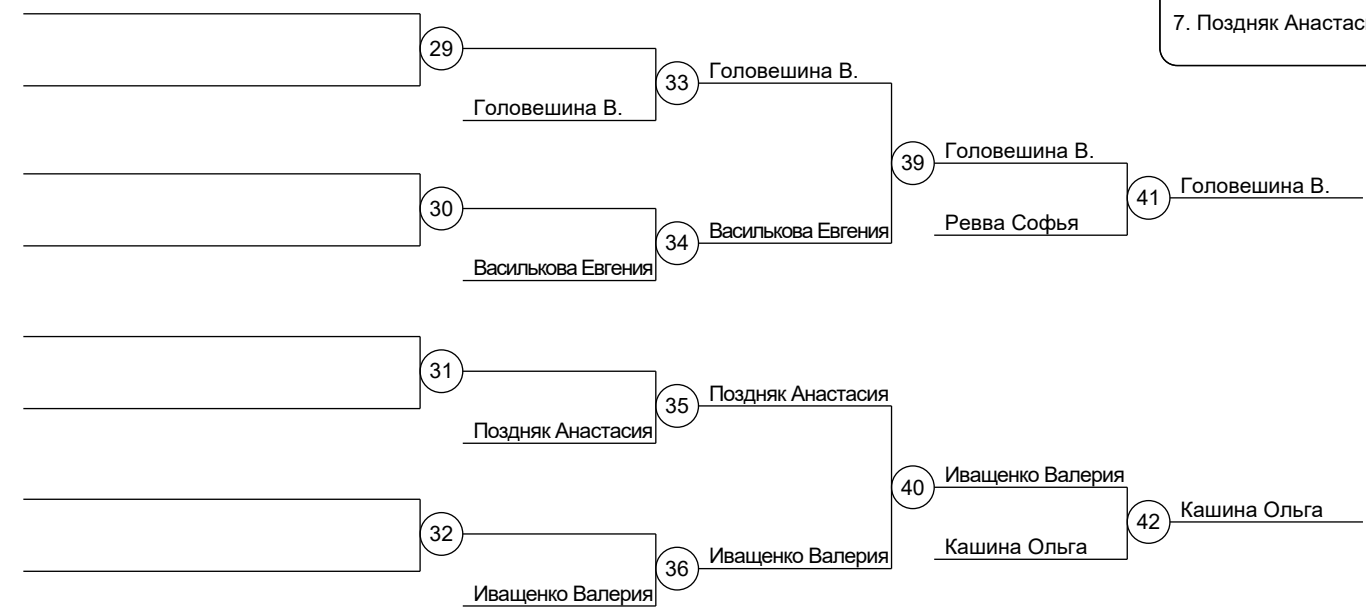 7. Поздняк
29
33
Головешина В.
Головешина В.
39
Головешина В.
41
Головешина В.
30
34
Василькова Евгения
Ревва Софья
Василькова Евгения
31
35
Поздняк Анастасия
Поздняк Анастасия
40
Иващенко Валерия
42
Кашина Ольга
32
36
Иващенко Валерия
Кашина Ольга
Иващенко Валерия